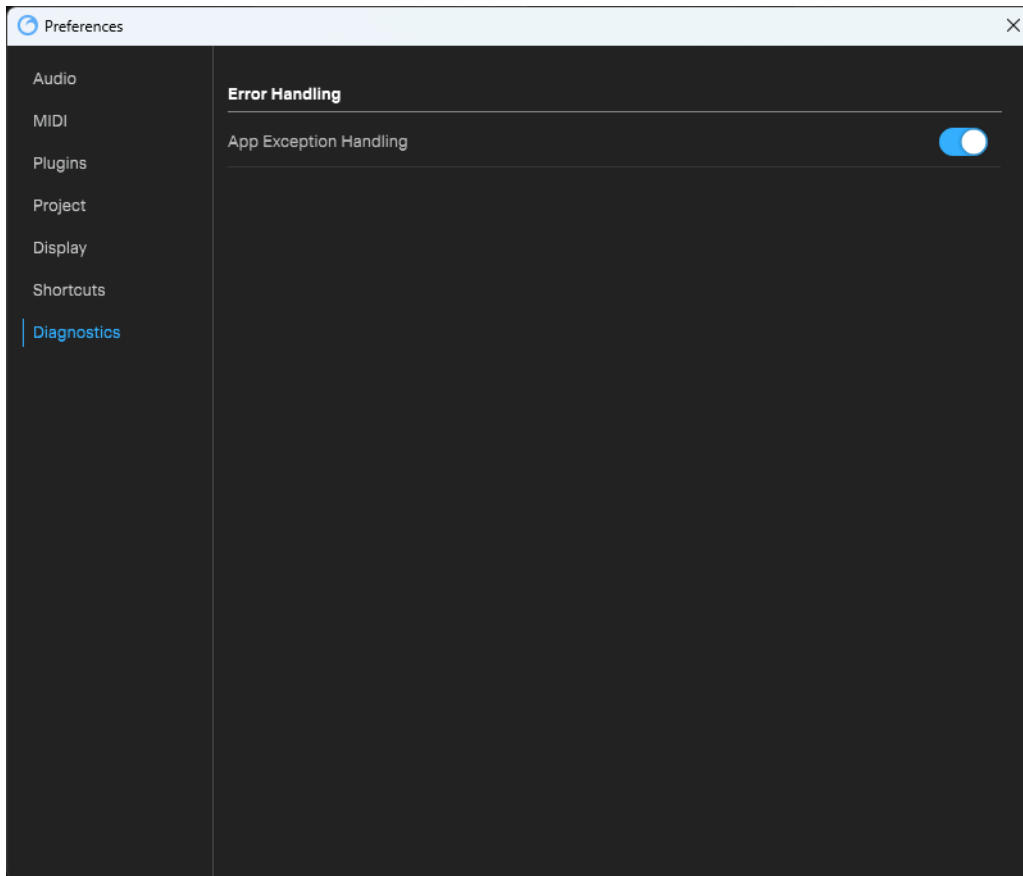 Preferences
Audio
MIDI
Plugins
Project
Display
Shortcuts
Diagnostics
Error Handling
App Exception Handling